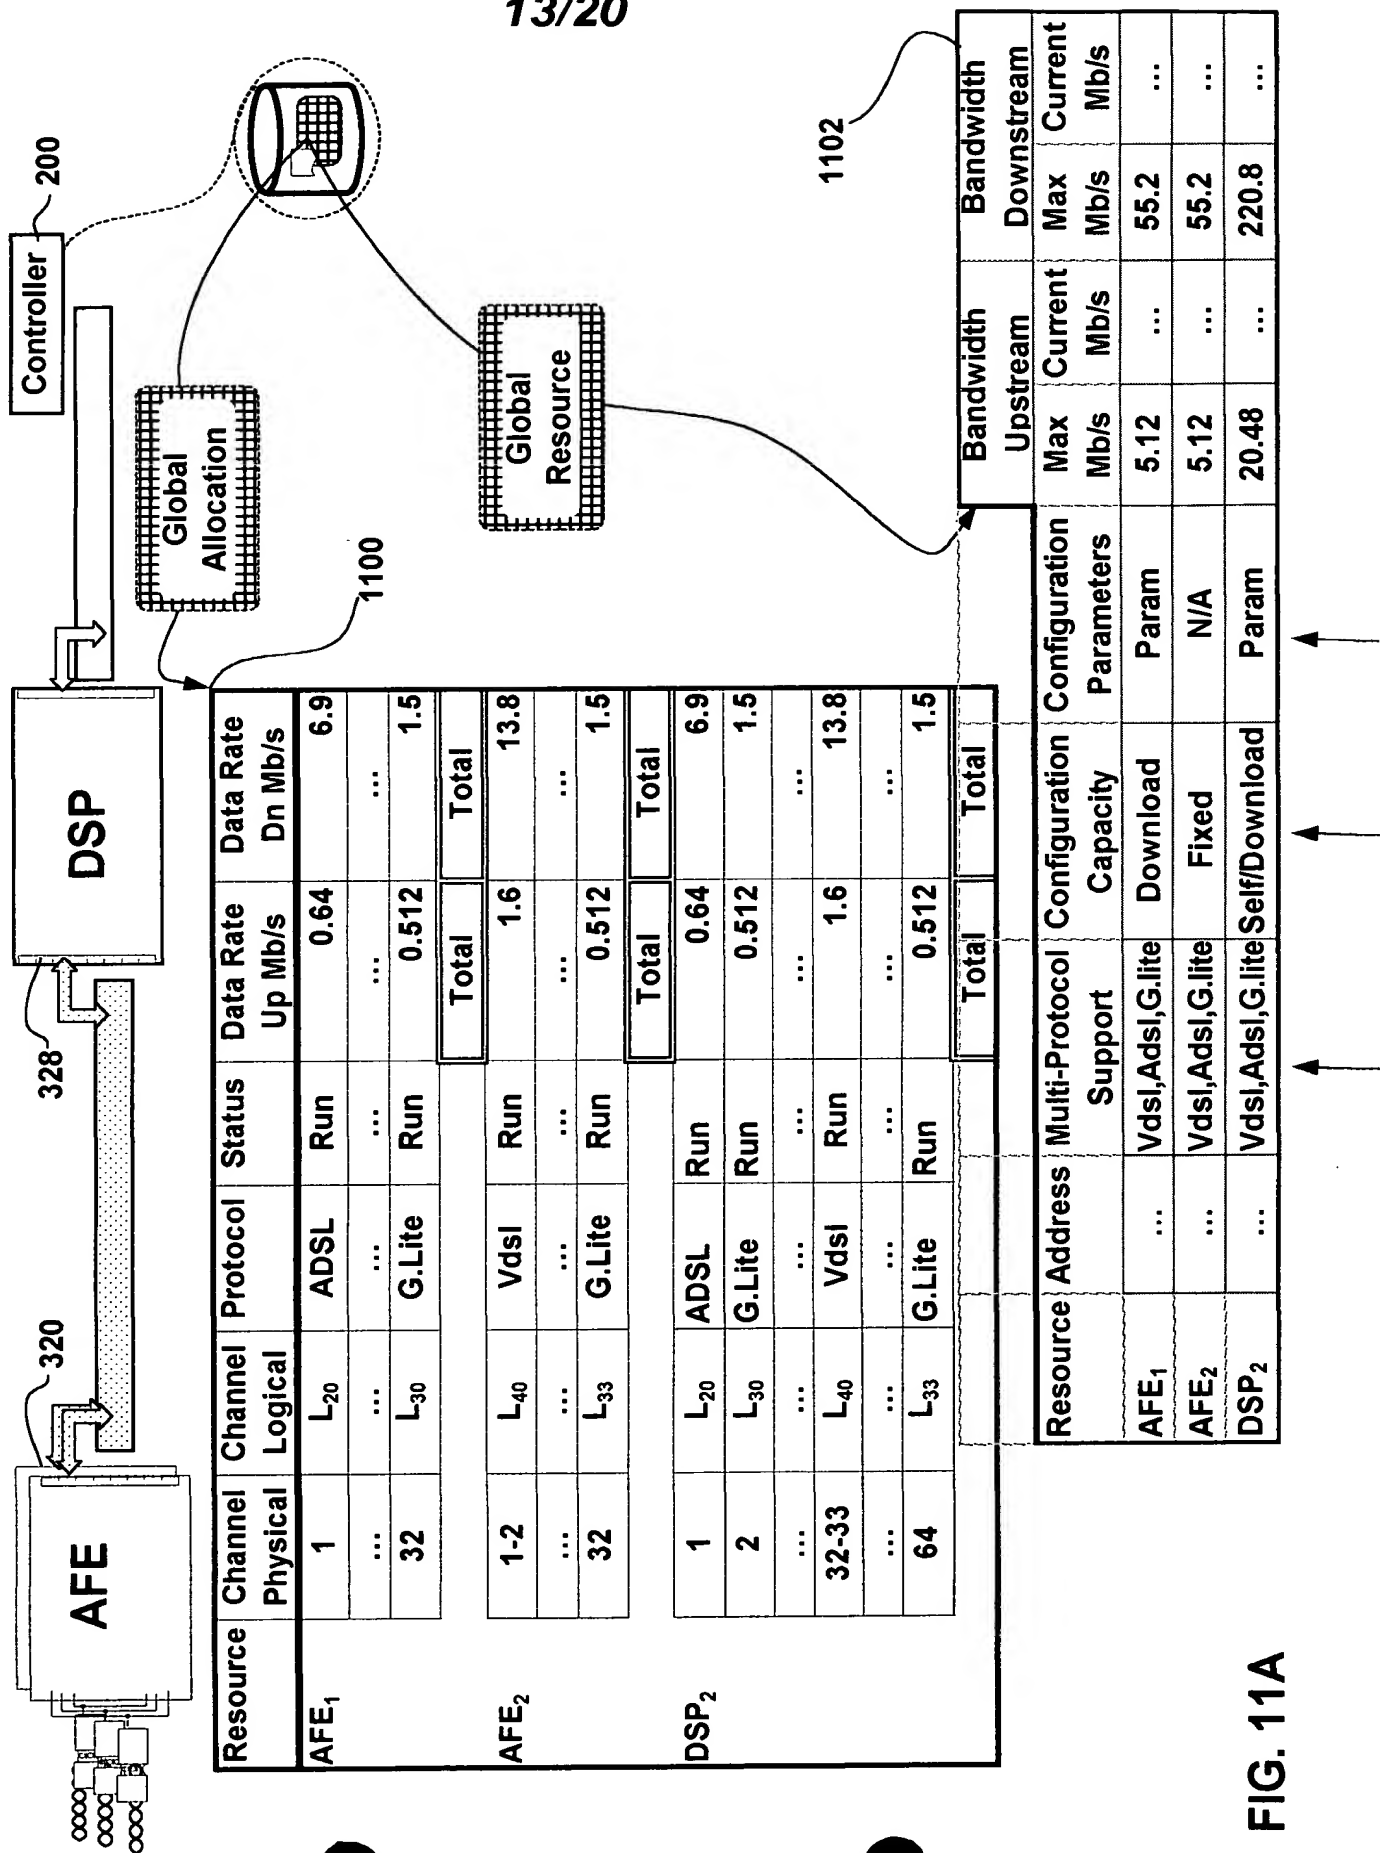 13/20
Controller
200
DSP
328
AFE
320
Global
Allocation
Global
Resource
1100
Resource Channel Physical Channel Logical Protocol Status Data Rate Up Mb/s Data Rate Dn Mb/s
AFE1 1 L20 ADSL Run 0.64 6.9
... ... ... ... ... ...
32 L30 G.Lite Run 0.512 1.5
Total Total
AFE2 1-2 L40 Vdsl Run 1.6 13.8
... ... ... ... ... ...
32 L33 G.Lite Run 0.512 1.5
Total Total
DSP2 1 L20 ADSL Run 0.64 6.9
2 L30 G.Lite Run 0.512 1.5
... ... ... ... ... ...
32-33 L40 Vdsl Run 1.6 13.8
... ... ... ... ... ...
64 L33 G.Lite Run 0.512 1.5
Total Total
1102
Bandwidth Upstream Bandwidth Downstream
Resource Address Multi-Protocol Support Configuration Capacity Configuration Parameters Max Mb/s Current Mb/s Max Mb/s Current Mb/s
AFE1 ... Vdsl,Adsl,G.lite Download Param 5.12 ... 55.2 ...
AFE2 ... Vdsl,Adsl,G.lite Fixed N/A 5.12 ... 55.2 ...
DSP2 ... Vdsl,Adsl,G.lite Self/Download Param 20.48 ... 220.8 ...
FIG. 11A